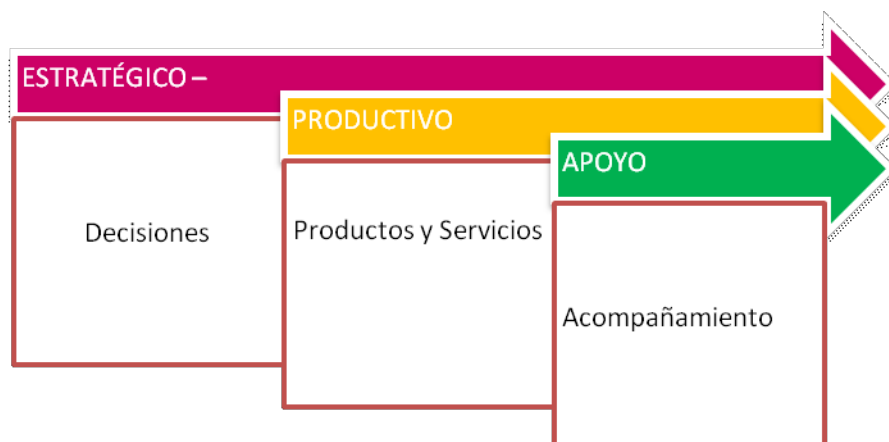 ESTRATÉGICO –
PRODUCTIVO
APOYO
Decisiones
Productos y Servicios
Acompañamiento